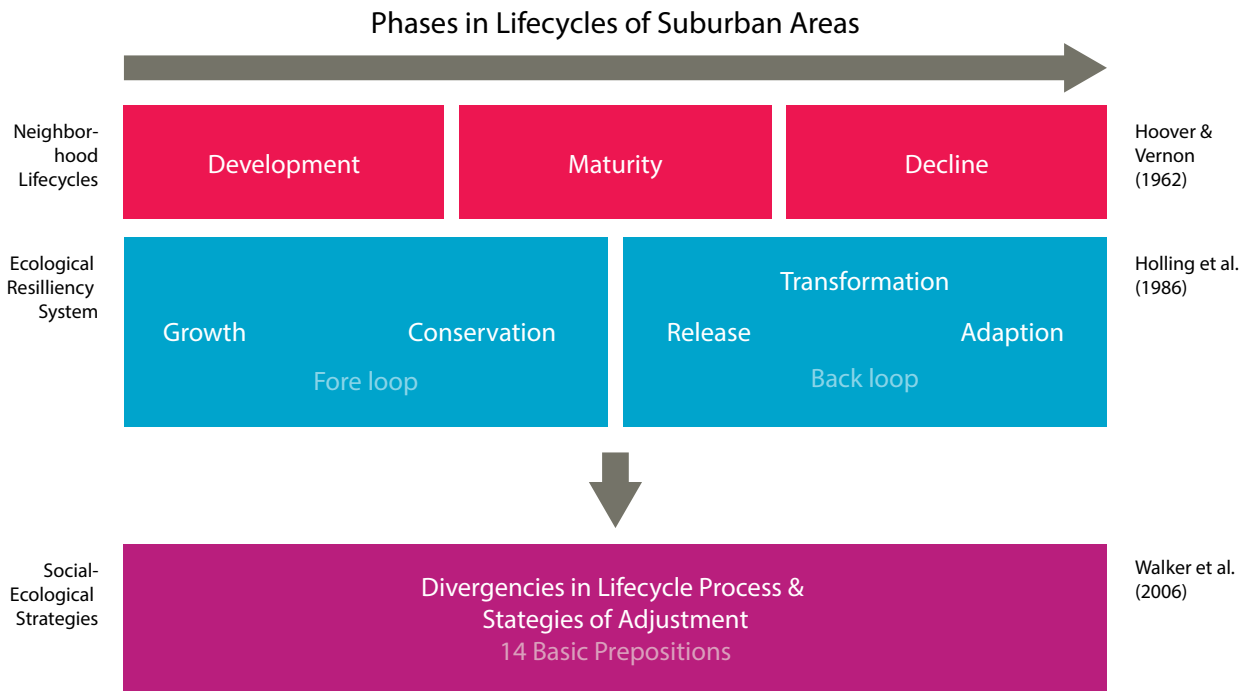 Phases in Lifecycles of Suburban Areas
Neighbor-
hood
Lifecycles
Development
Maturity
Decline
Hoover &
Vernon
(1962)
Ecological
Resilliency
System
Transformation
Growth
Conservation
Release
Adaption
Fore loop
Back loop
Holling et al.
(1986)
Social-
Ecological
Strategies
Divergencies in Lifecycle Process &
Stategies of Adjustment
14 Basic Prepositions
Walker et al.
(2006)